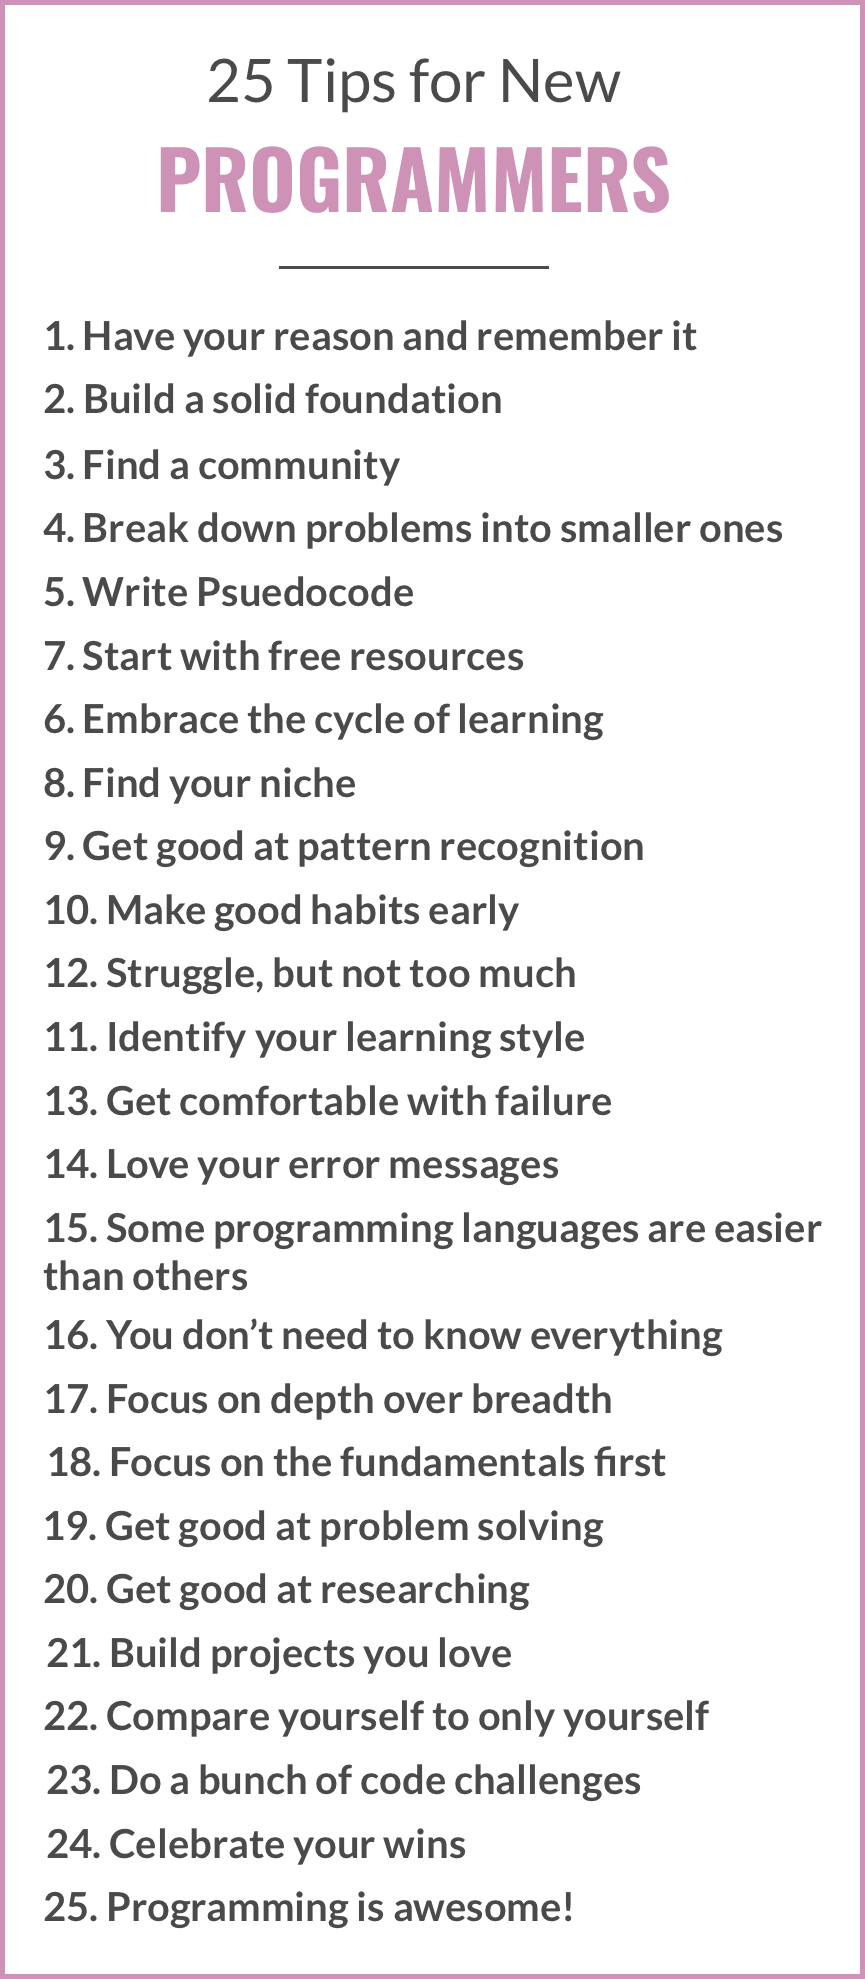 25 Tips for New
PROGRAMMERS
1. Have your reason and remember it
2. Build a solid foundation
3. Find a community
4. Break down problems into smaller ones
5. Write Psuedocode
7. Start with free resources
6. Embrace the cycle of learning
8. Find your niche
9. Get good at pattern recognition
10. Make good habits early
12. Struggle, but not too much
11. Identify your learning style
13. Get comfortable with failure
14. Love your error messages
15. Some programming languages are easier
than others
16. You don’t need to know everything
17. Focus on depth over breadth
18. Focus on the fundamentals first
19. Get good at problem solving
20. Get good at researching
21. Build projects you love
22. Compare yourself to only yourself
23. Do a bunch of code challenges
24. Celebrate your wins
25. Programming is awesome!